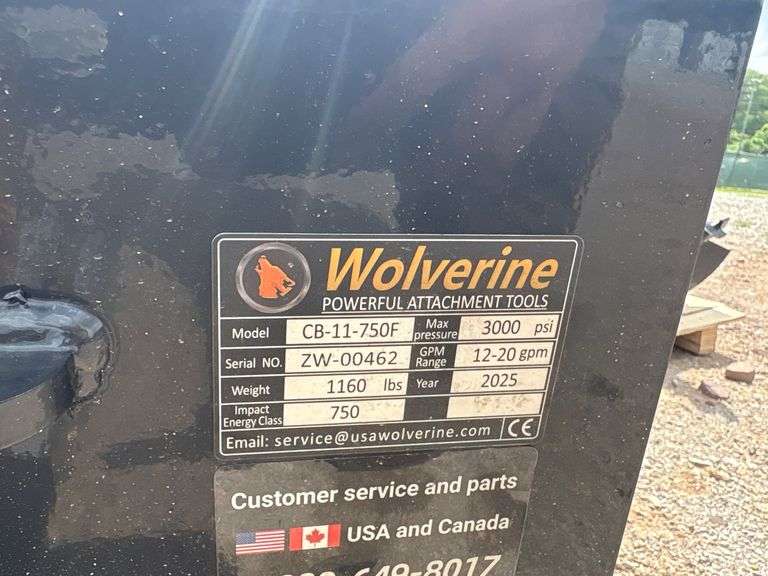 Wolverine
POWERFUL ATTACHMENT TOOLS
Model CB-11-750F Max pressure 3000 psi
Serial NO. ZW-00462 GPM Range 12-20 gpm
Weight 1160 lbs Year 2025
Impact Energy Class 750
Email: service@usawolverine.com CE
Customer service and parts
USA and Canada
649-8017